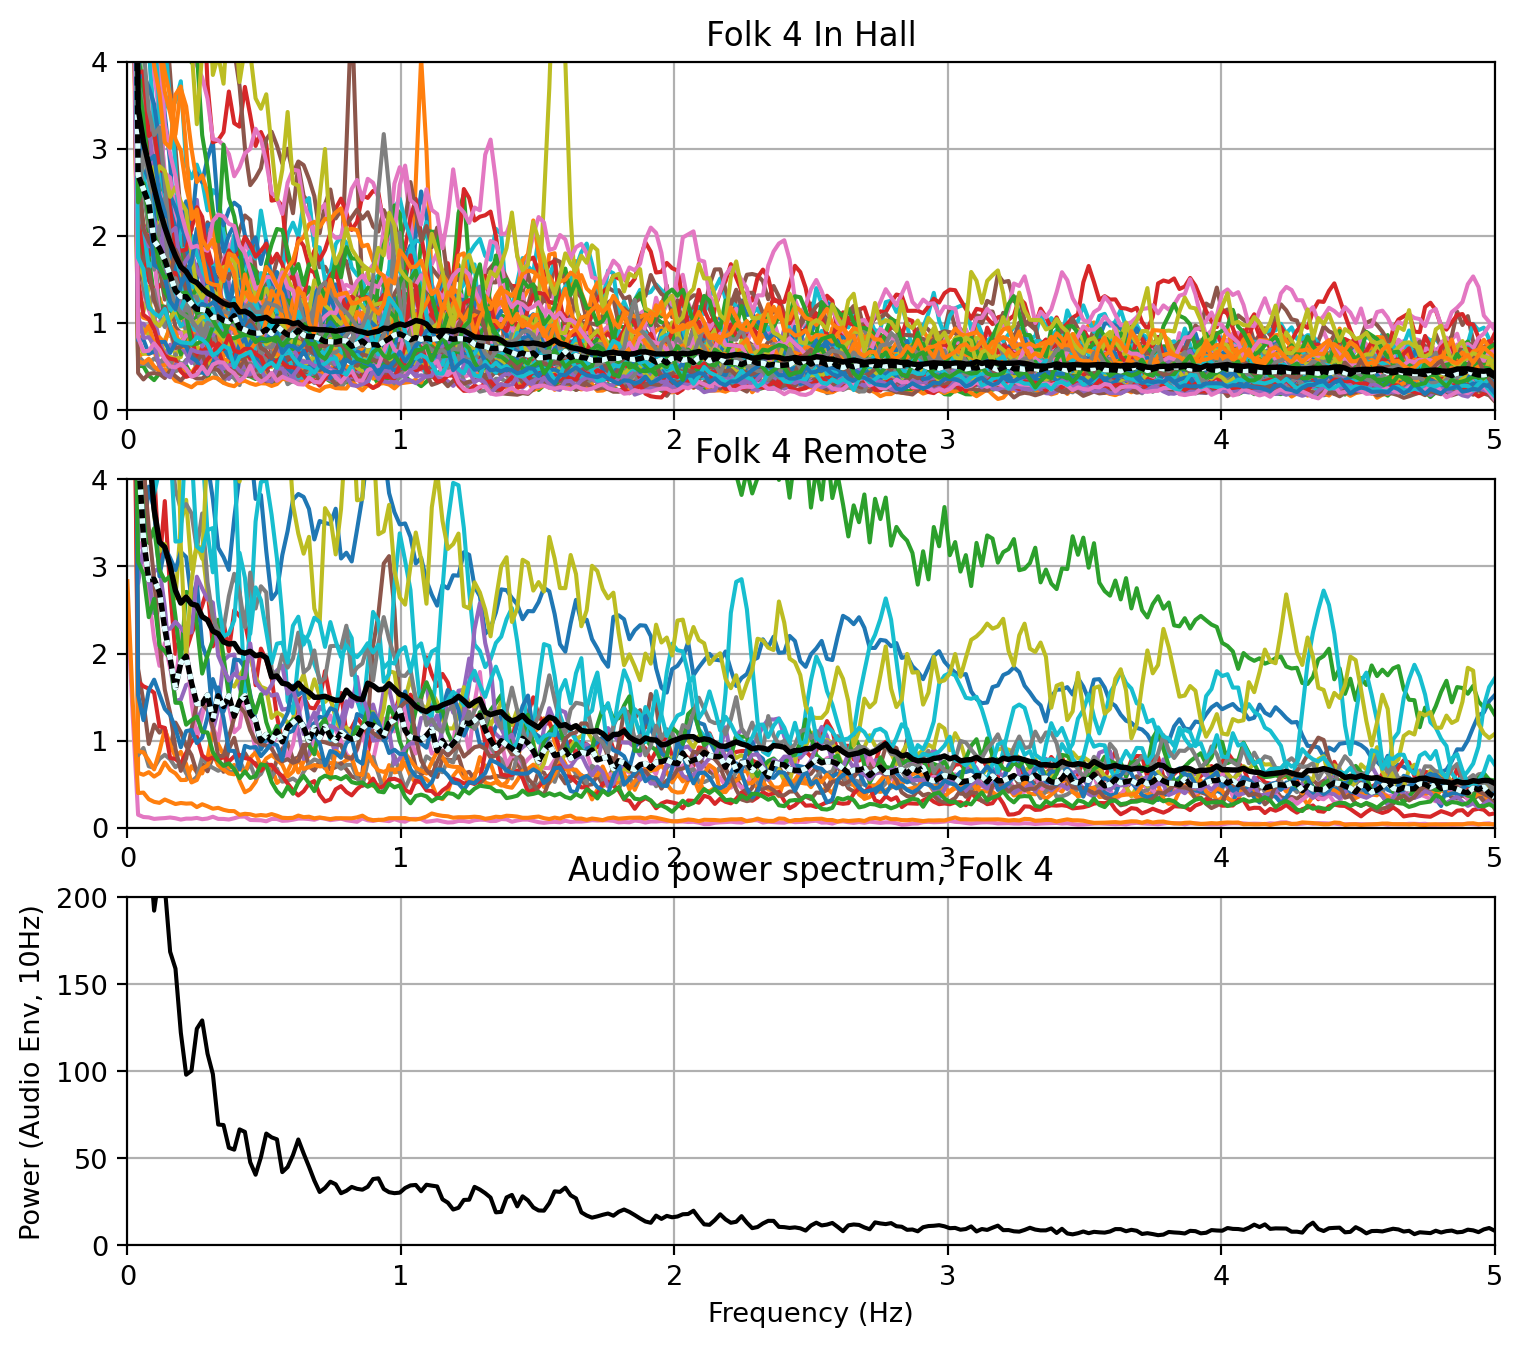 Folk 4 In Hall
4
3
2
1
0
0 1 2 3 4 5
Folk 4 Remote
4
3
2
1
0
0 1 2 3 4 5
Audio power spectrum, Folk 4
Power (Audio Env, 10Hz)
200
150
100
50
0
0 1 2 3 4 5
Frequency (Hz)